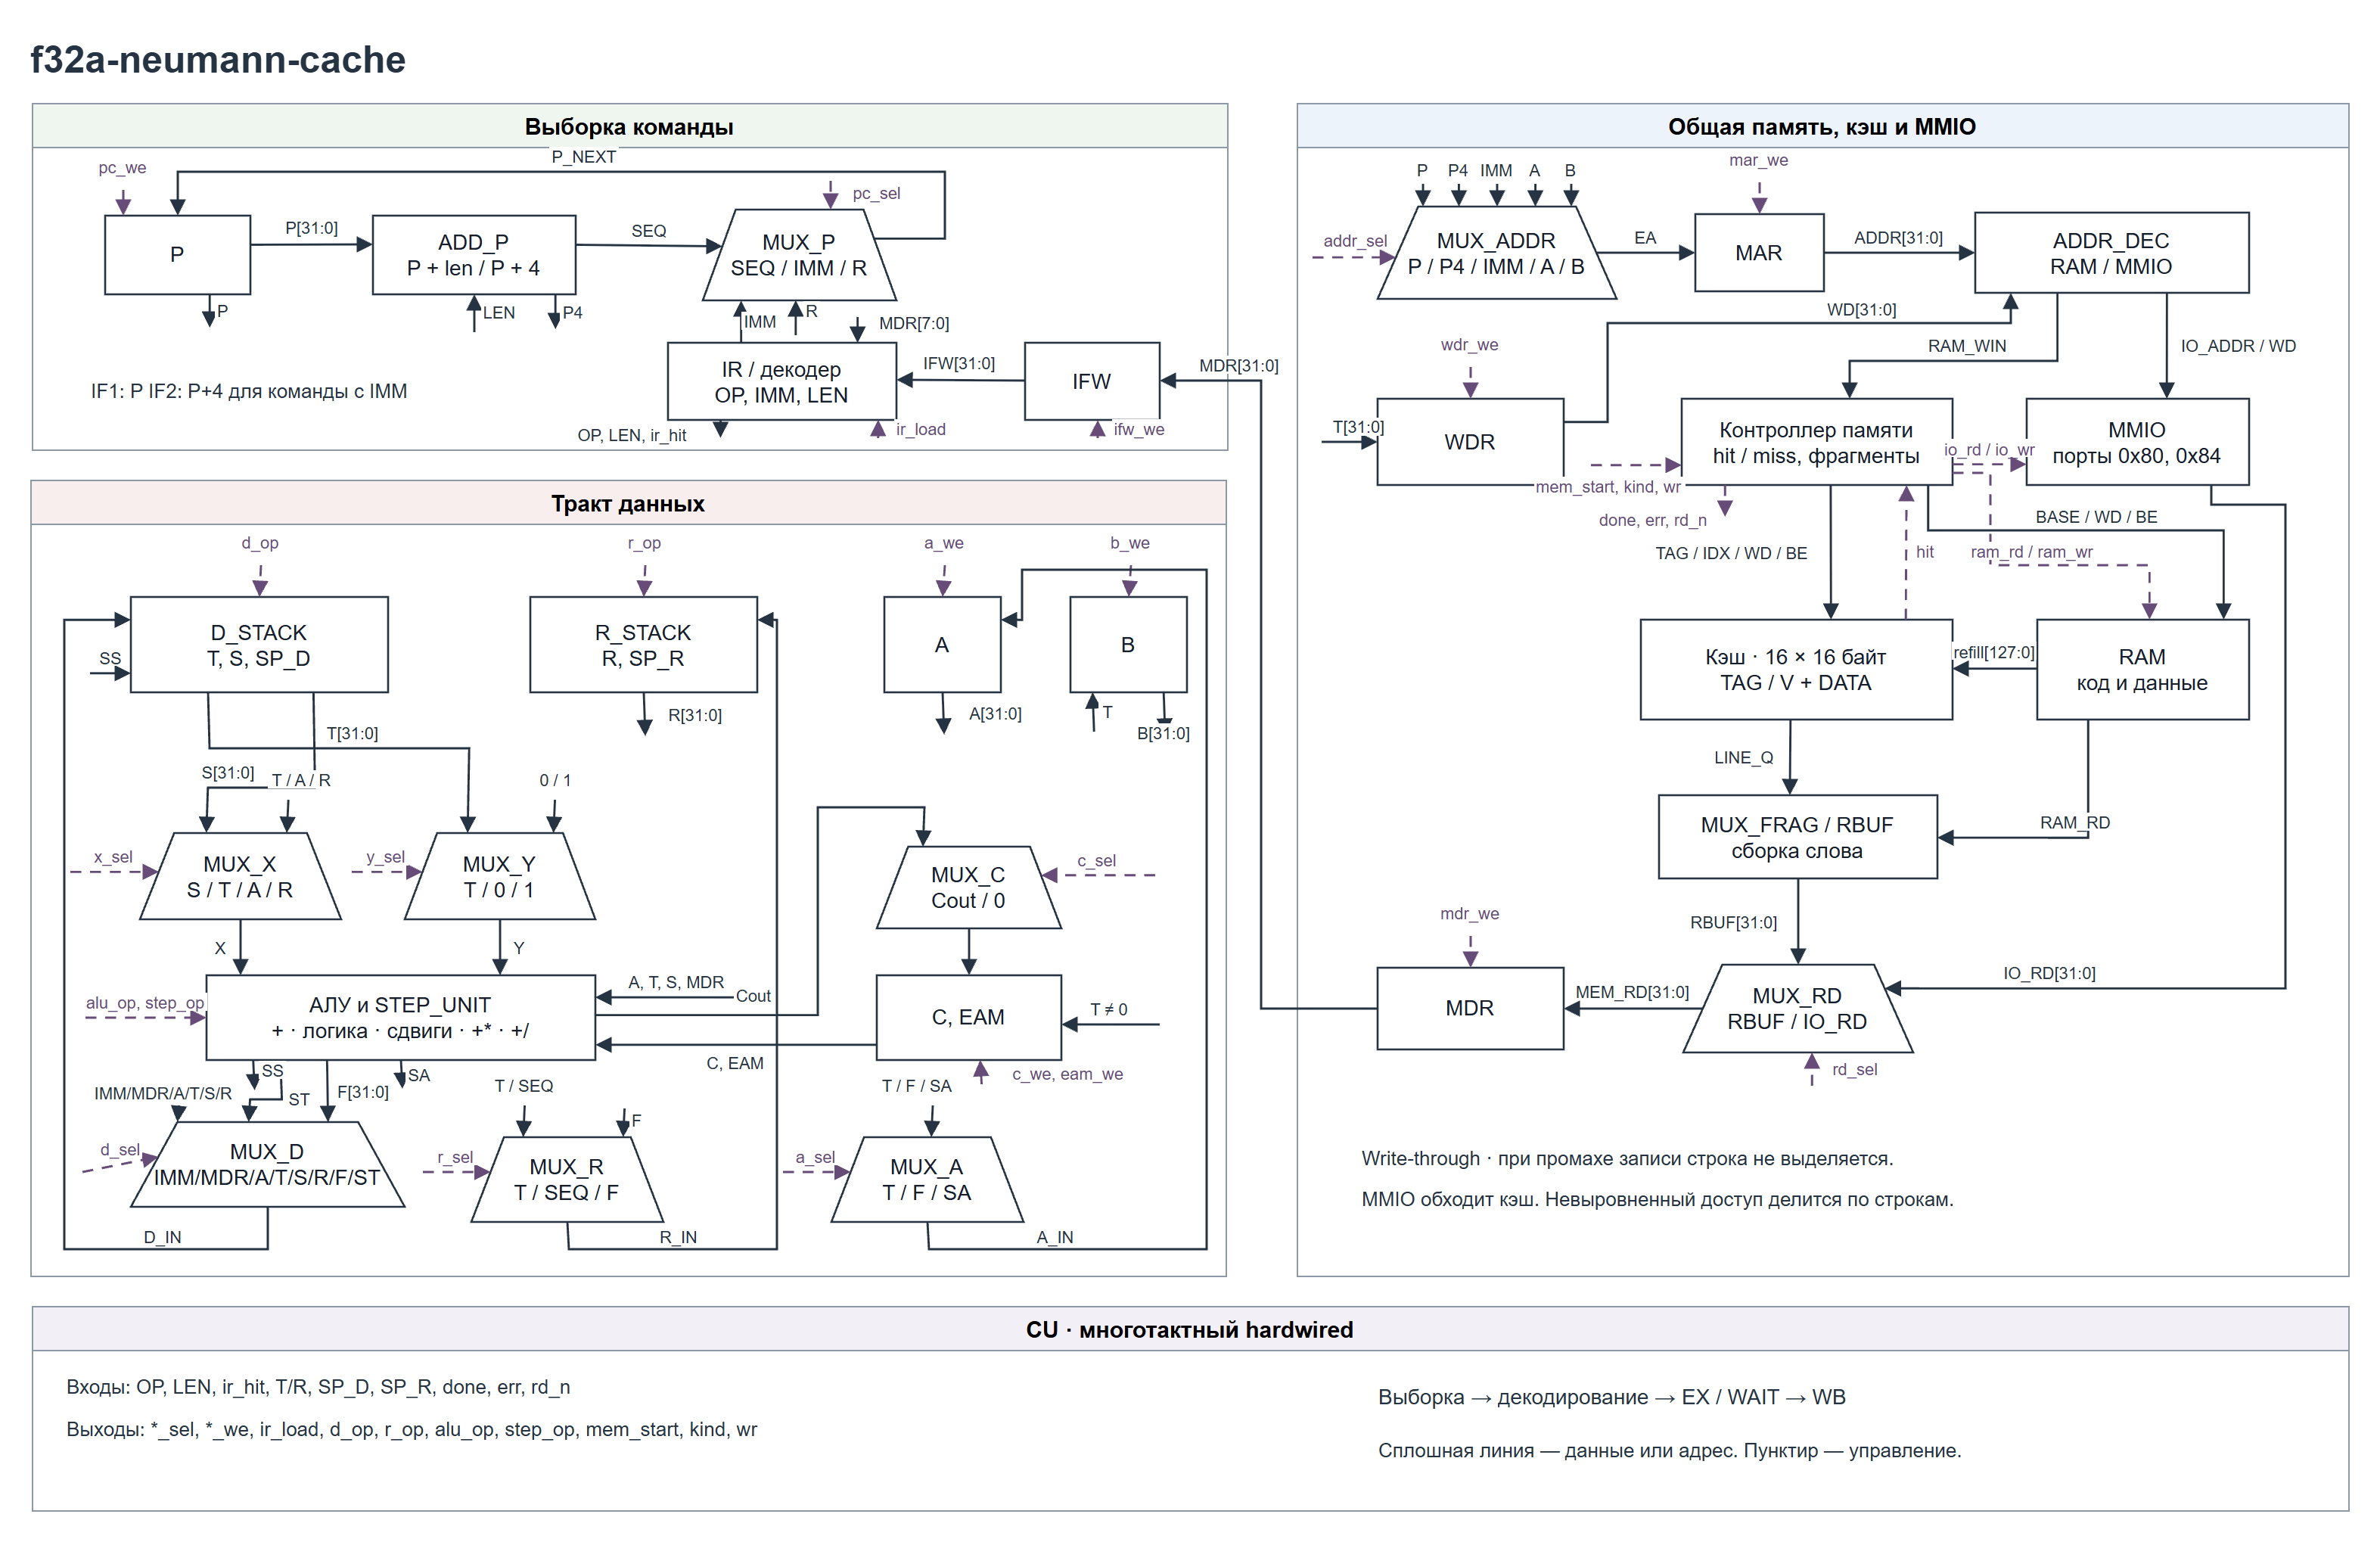 f32a-neumann-cache
Выборка команды
P_NEXT
pc_we
pc_sel
P
P[31:0]
ADD_P
P + len / P + 4
SEQ
MUX_P
SEQ / IMM / R
P
LEN
P4
IMM
R
MDR[7:0]
IF1: P IF2: P+4 для команды с IMM
IR / декодер
OP, IMM, LEN
IFW[31:0]
IFW
MDR[31:0]
OP, LEN, ir_hit
ir_load
ifw_we
Общая память, кэш и MMIO
P
P4
IMM
A
B
mar_we
addr_sel
MUX_ADDR
P / P4 / IMM / A / B
EA
MAR
ADDR[31:0]
ADDR_DEC
RAM / MMIO
WD[31:0]
wdr_we
RAM_WIN
IO_ADDR / WD
T[31:0]
WDR
Контроллер памяти
hit / miss, фрагменты
io_rd / io_wr
MMIO
порты 0x80, 0x84
mem_start, kind, wr
done, err, rd_n
BASE / WD / BE
TAG / IDX / WD / BE
hit
ram_rd / ram_wr
Кэш · 16 × 16 байт
TAG / V + DATA
refill[127:0]
RAM
код и данные
LINE_Q
MUX_FRAG / RBUF
сборка слова
RAM_RD
mdr_we
RBUF[31:0]
IO_RD[31:0]
MDR
MEM_RD[31:0]
MUX_RD
RBUF / IO_RD
rd_sel
Write-through · при промахе записи строка не выделяется.
MMIO обходит кэш. Невыровненный доступ делится по строкам.
Тракт данных
d_op
r_op
a_we
b_we
D_STACK
T, S, SP_D
SS
R_STACK
R, SP_R
A
B
R[31:0]
A[31:0]
T
B[31:0]
T[31:0]
S[31:0]
T / A / R
0 / 1
x_sel
MUX_X
S / T / A / R
y_sel
MUX_Y
T / 0 / 1
MUX_C
Cout / 0
c_sel
X
Y
alu_op, step_op
АЛУ и STEP_UNIT
+ · логика · сдвиги · +* · +/
A, T, S, MDR
Cout
C, EAM
T ≠ 0
C, EAM
c_we, eam_we
SS
SA
IMM/MDR/A/T/S/R
ST
F[31:0]
T / SEQ
F
T / F / SA
d_sel
MUX_D
IMM/MDR/A/T/S/R/F/ST
r_sel
MUX_R
T / SEQ / F
a_sel
MUX_A
T / F / SA
D_IN
R_IN
A_IN
CU · многотактный hardwired
Входы: OP, LEN, ir_hit, T/R, SP_D, SP_R, done, err, rd_n
Выходы: *_sel, *_we, ir_load, d_op, r_op, alu_op, step_op, mem_start, kind, wr
Выборка → декодирование → EX / WAIT → WB
Сплошная линия — данные или адрес. Пунктир — управление.